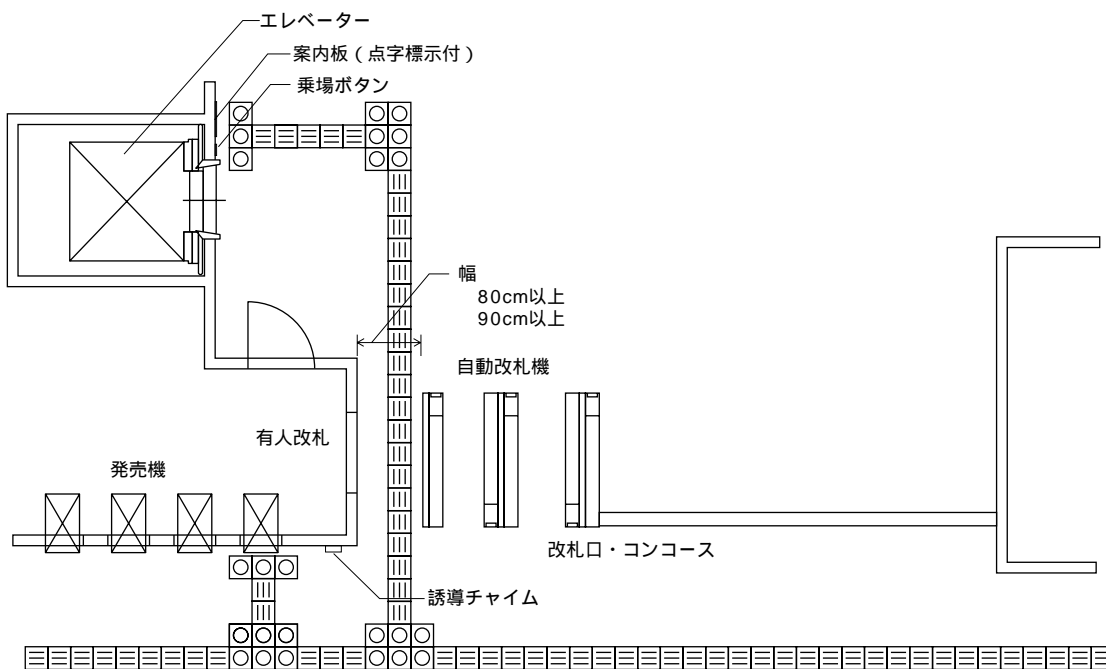 エレベーター
案内板（点字標示付）
乗場ボタン
幅
80cm以上
90cm以上
自動改札機
有人改札
発売機
改札口・コンコース
誘導チャイム